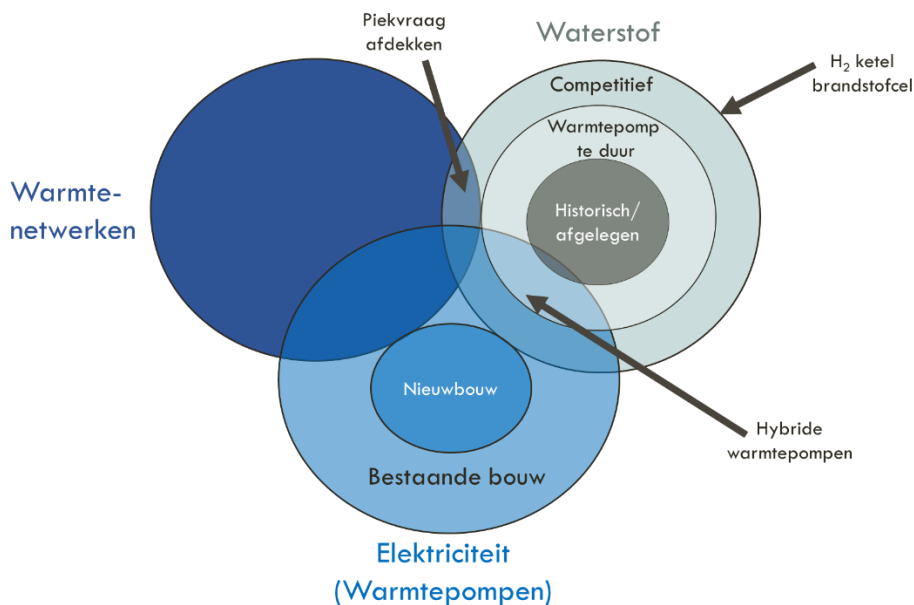 Piekvraag
afdekken
Waterstof
H₂ ketel
brandstofcel
Competitief
Warmtepomp
te duur
Historisch/
afgelegen
Warmte-
netwerken
Nieuwbouw
Hybride
warmtepompen
Bestaande bouw
Elektriciteit
(Warmtepompen)